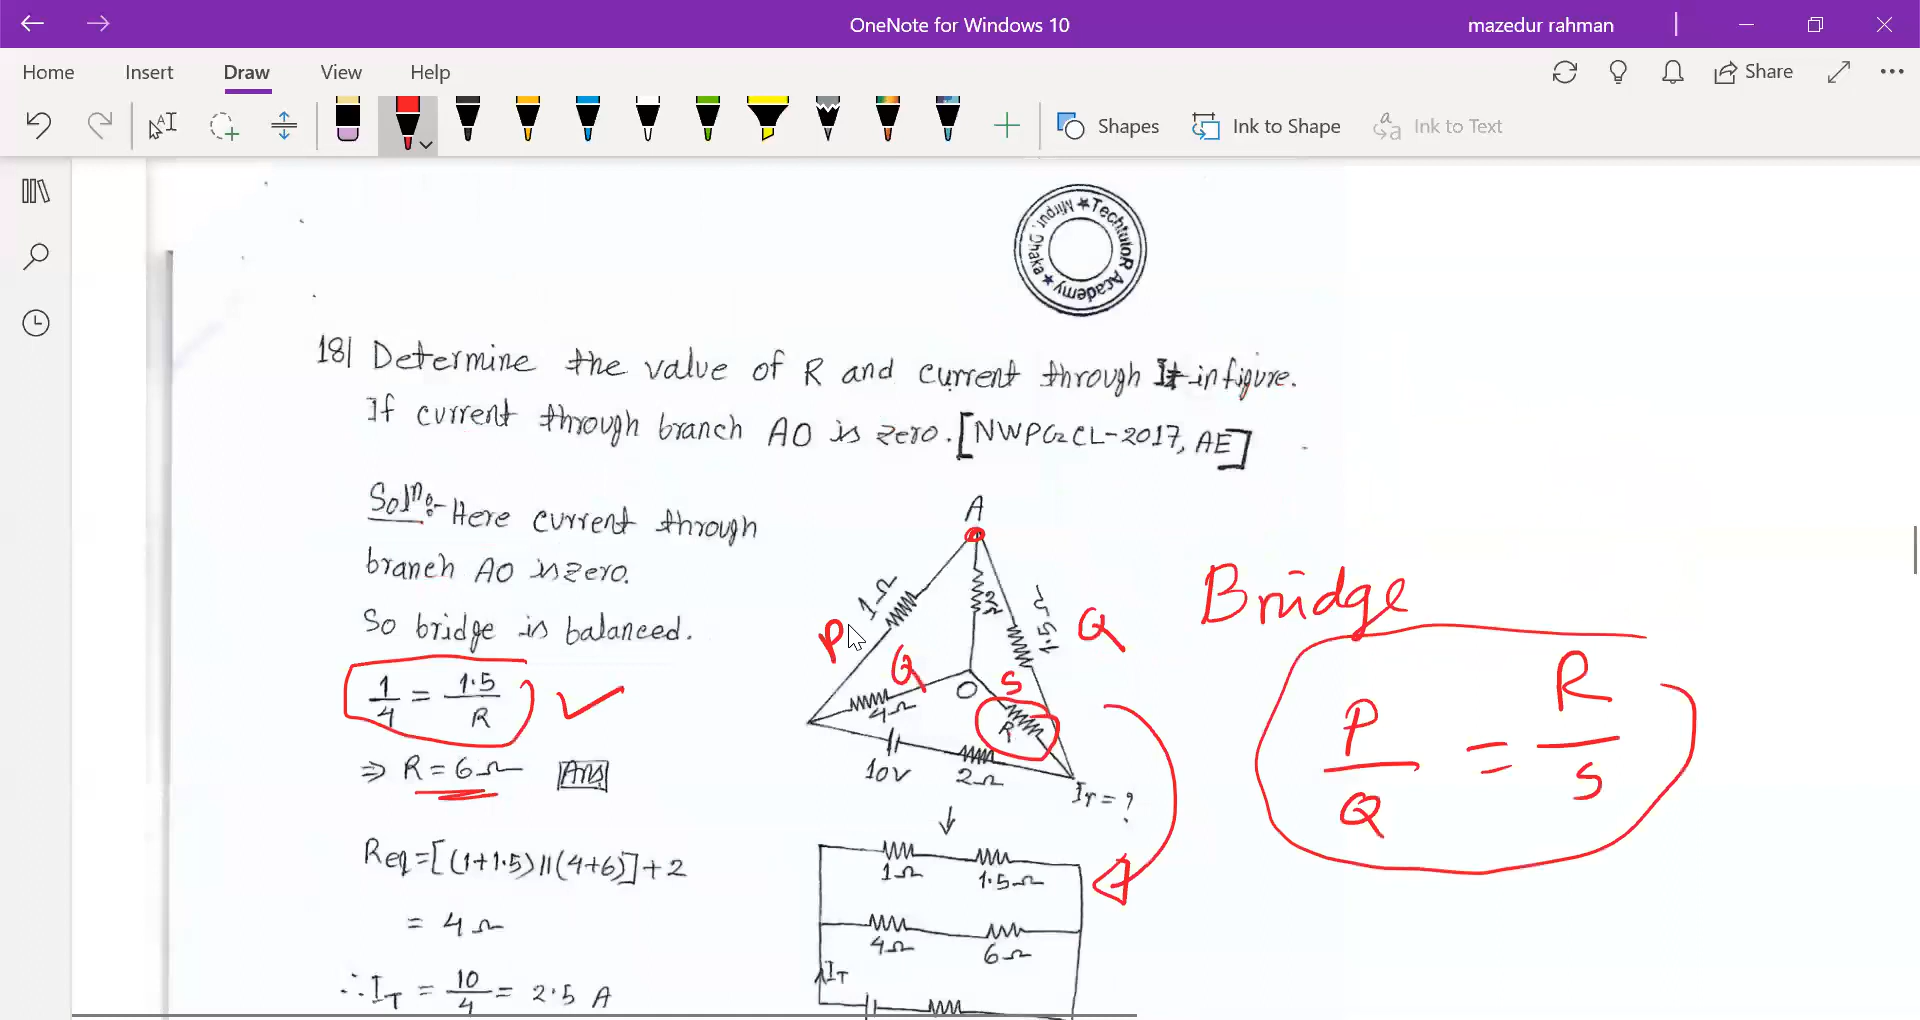 OneNote for Windows 10
mazedur rahman
Home Insert Draw View Help
Share
Shapes
Ink to Shape
Ink to Text
★ TechtutoR Academy ★ Mirpur, Dhaka
18| Determine the value of R and current through It in figure.
If current through branch AO is zero. [NWPGCL-2017, AE]
Solⁿ:- Here current through
branch AO is zero.
So bridge is balanced.
1/4 = 1.5/R
⇒ R = 6Ω Ans
Req = [(1+1.5)||(4+6)]+2
= 4Ω
∴ I_T = 10/4 = 2.5 A
A
1Ω
2Ω
1.5Ω
P
Q
Q
S
O
4Ω
R
10V
2Ω
I_T = ?
1Ω
1.5Ω
4Ω
6Ω
I_T
Bridge
P/Q = R/S